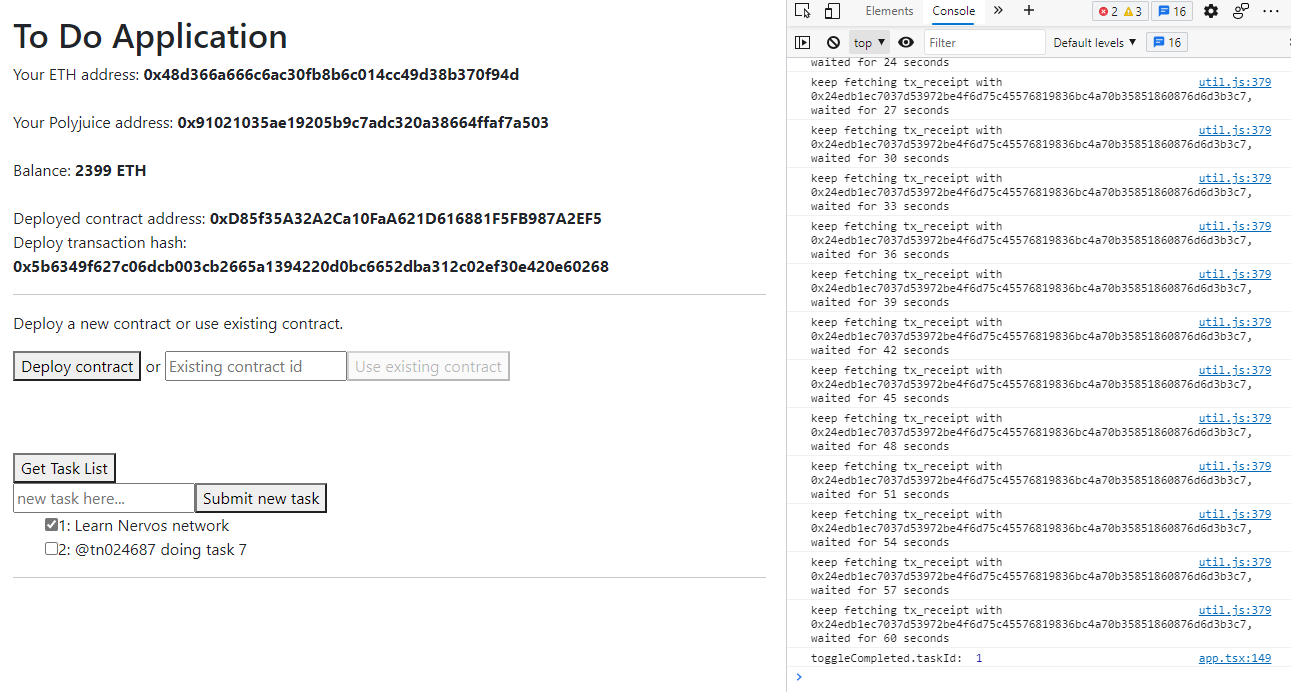 To Do Application
Your ETH address: 0x48d366a666c6ac30fb8b6c014cc49d38b370f94d
Your Polyjuice address: 0x91021035ae19205b9c7adc320a38664ffaf7a503
Balance: 2399 ETH
Deployed contract address: 0xD85f35A32A2Ca10FaA621D616881F5FB987A2EF5
Deploy transaction hash:
0x5b6349f627c06dcb003cb2665a1394220d0bc6652dba312c02ef30e420e60268
Deploy a new contract or use existing contract.
Deploy contract or Existing contract id Use existing contract
Get Task List
new task here... Submit new task
1: Learn Nervos network
2: @tn024687 doing task 7
Elements Console 2 3 16
top Filter Default levels 16
waited for 24 seconds
keep fetching tx_receipt with util.js:379
0x24edb1ec7037d53972be4f6d75c45576819836bc4a70b35851860876d6d3b3c7,
waited for 27 seconds
keep fetching tx_receipt with util.js:379
0x24edb1ec7037d53972be4f6d75c45576819836bc4a70b35851860876d6d3b3c7,
waited for 30 seconds
keep fetching tx_receipt with util.js:379
0x24edb1ec7037d53972be4f6d75c45576819836bc4a70b35851860876d6d3b3c7,
waited for 33 seconds
keep fetching tx_receipt with util.js:379
0x24edb1ec7037d53972be4f6d75c45576819836bc4a70b35851860876d6d3b3c7,
waited for 36 seconds
keep fetching tx_receipt with util.js:379
0x24edb1ec7037d53972be4f6d75c45576819836bc4a70b35851860876d6d3b3c7,
waited for 39 seconds
keep fetching tx_receipt with util.js:379
0x24edb1ec7037d53972be4f6d75c45576819836bc4a70b35851860876d6d3b3c7,
waited for 42 seconds
keep fetching tx_receipt with util.js:379
0x24edb1ec7037d53972be4f6d75c45576819836bc4a70b35851860876d6d3b3c7,
waited for 45 seconds
keep fetching tx_receipt with util.js:379
0x24edb1ec7037d53972be4f6d75c45576819836bc4a70b35851860876d6d3b3c7,
waited for 48 seconds
keep fetching tx_receipt with util.js:379
0x24edb1ec7037d53972be4f6d75c45576819836bc4a70b35851860876d6d3b3c7,
waited for 51 seconds
keep fetching tx_receipt with util.js:379
0x24edb1ec7037d53972be4f6d75c45576819836bc4a70b35851860876d6d3b3c7,
waited for 54 seconds
keep fetching tx_receipt with util.js:379
0x24edb1ec7037d53972be4f6d75c45576819836bc4a70b35851860876d6d3b3c7,
waited for 57 seconds
keep fetching tx_receipt with util.js:379
0x24edb1ec7037d53972be4f6d75c45576819836bc4a70b35851860876d6d3b3c7,
waited for 60 seconds
toggleCompleted.taskId: 1 app.tsx:149